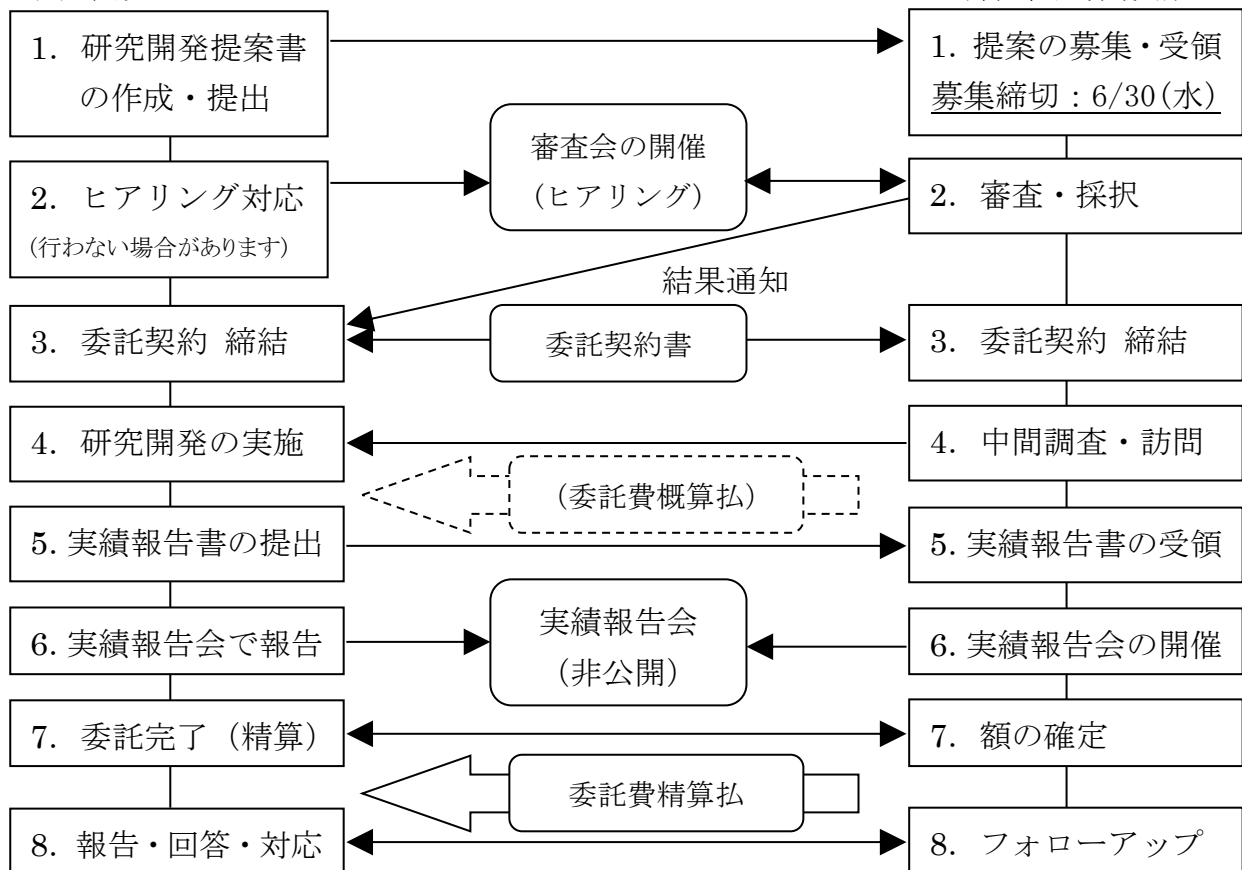 1. 研究開発提案書
の作成・提出
1. 提案の募集・受領
募集締切：6/30(水)
審査会の開催
(ヒアリング)
2. ヒアリング対応
(行わない場合があります)
2. 審査・採択
結果通知
3. 委託契約 締結
委託契約書
3. 委託契約 締結
4. 研究開発の実施
4. 中間調査・訪問
(委託費概算払)
5. 実績報告書の提出
5. 実績報告書の受領
6. 実績報告会で報告
実績報告会
(非公開)
6. 実績報告会の開催
7. 委託完了（精算）
7. 額の確定
委託費精算払
8. 報告・回答・対応
8. フォローアップ